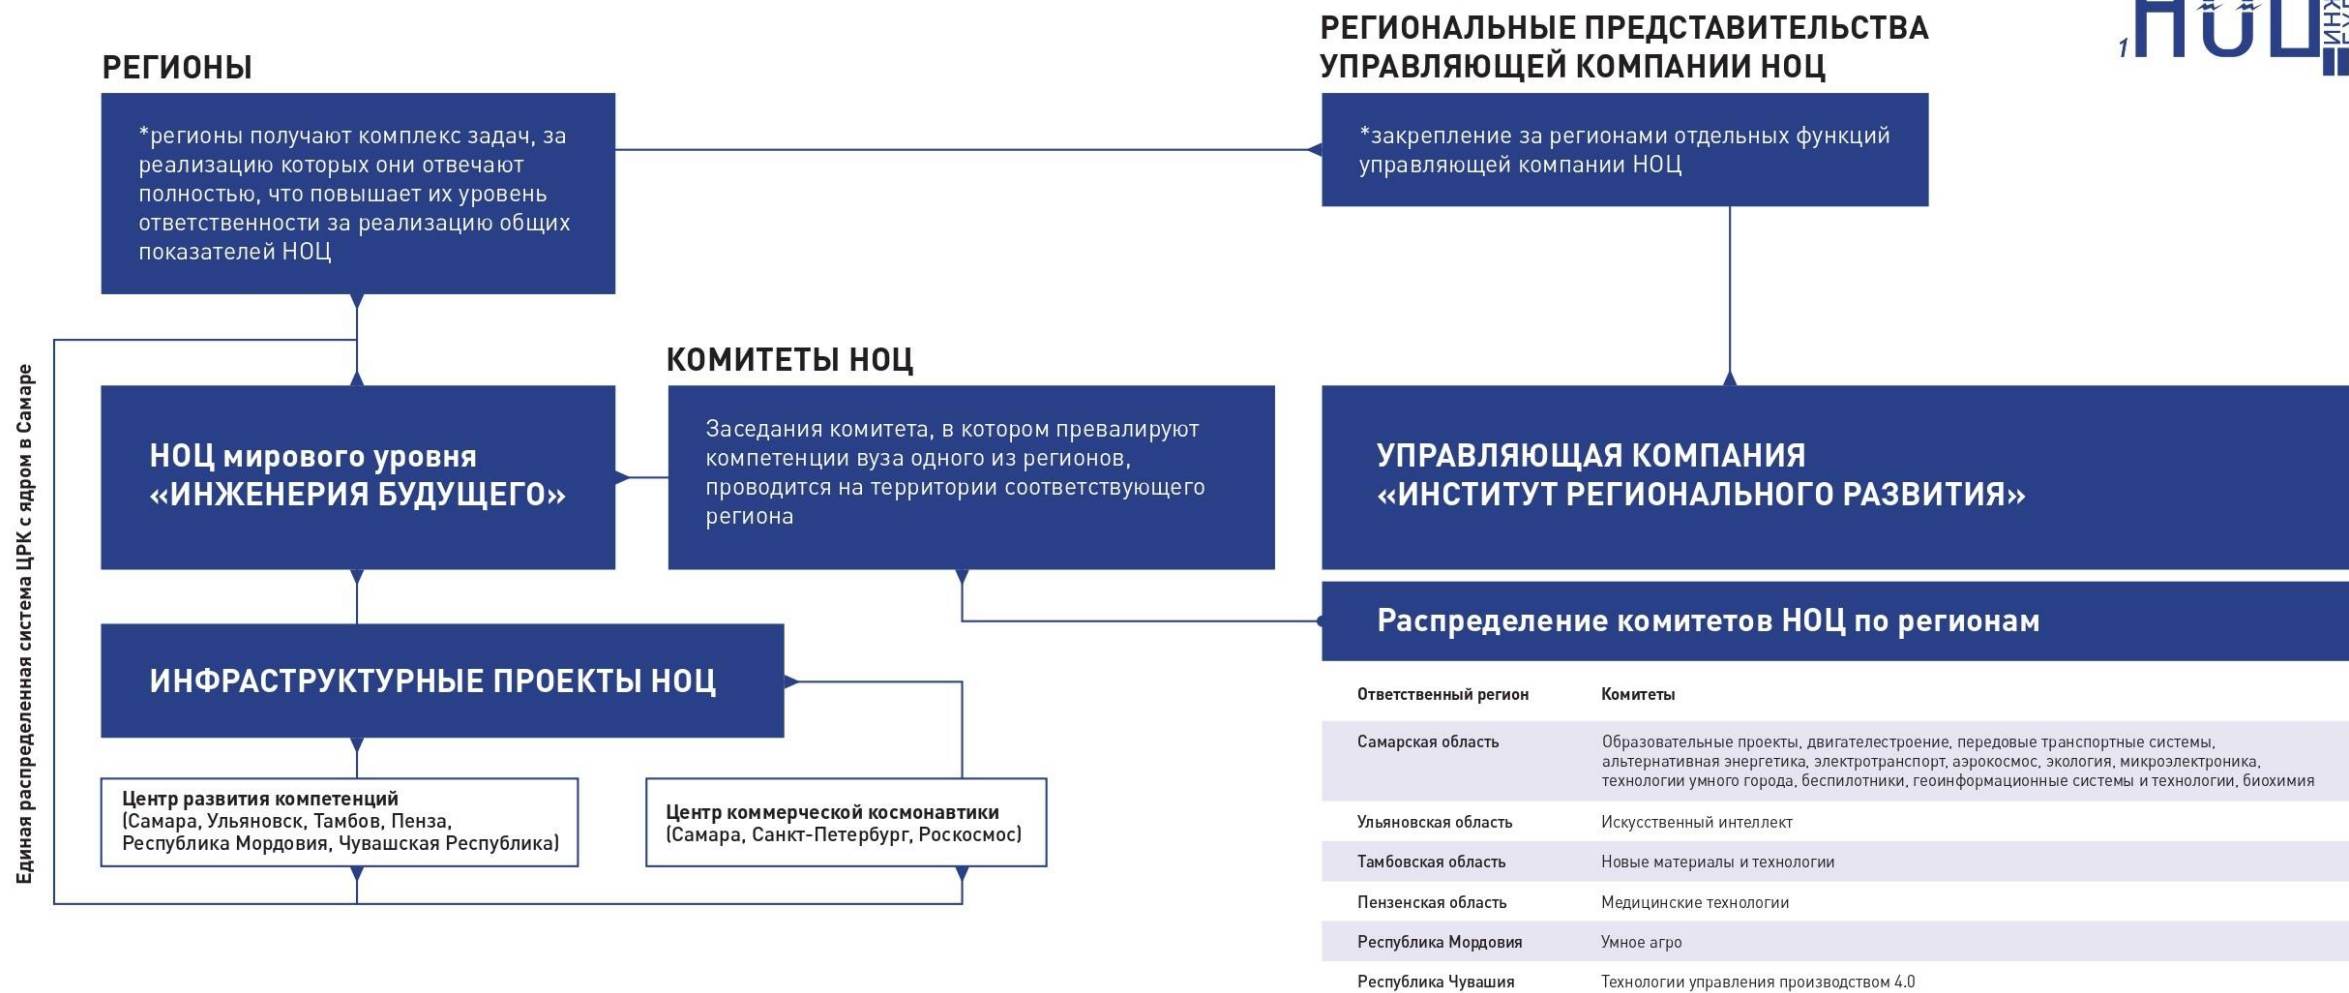 РЕГИОНЫ
*регионы получают комплекс задач, за
реализацию которых они отвечают
полностью, что повышает их уровень
ответственности за реализацию общих
показателей НОЦ
РЕГИОНАЛЬНЫЕ ПРЕДСТАВИТЕЛЬСТВА
УПРАВЛЯЮЩЕЙ КОМПАНИИ НОЦ
*закрепление за регионами отдельных функций
управляющей компании НОЦ
1 НОЦ
Единая распределенная система ЦРК с ядром в Самаре
НОЦ мирового уровня
«ИНЖЕНЕРИЯ БУДУЩЕГО»
КОМИТЕТЫ НОЦ
Заседания комитета, в котором превалируют
компетенции вуза одного из регионов,
проводится на территории соответствующего
региона
УПРАВЛЯЮЩАЯ КОМПАНИЯ
«ИНСТИТУТ РЕГИОНАЛЬНОГО РАЗВИТИЯ»
ИНФРАСТРУКТУРНЫЕ ПРОЕКТЫ НОЦ
Центр развития компетенций
(Самара, Ульяновск, Тамбов, Пенза,
Республика Мордовия, Чувашская Республика)
Центр коммерческой космонавтики
(Самара, Санкт-Петербург, Роскосмос)
Распределение комитетов НОЦ по регионам
Ответственный регион Комитеты
Самарская область Образовательные проекты, двигателестроение, передовые транспортные системы,
альтернативная энергетика, электротранспорт, аэрокосмос, экология, микроэлектроника,
технологии умного города, беспилотники, геоинформационные системы и технологии, биохимия
Ульяновская область Искусственный интеллект
Тамбовская область Новые материалы и технологии
Пензенская область Медицинские технологии
Республика Мордовия Умное агро
Республика Чувашия Технологии управления производством 4.0